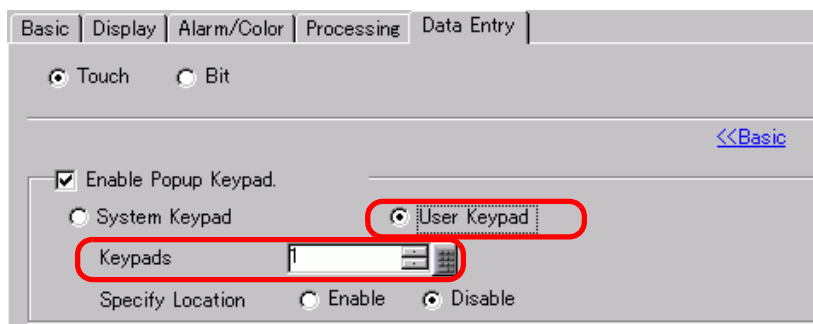 Basic Display Alarm/Color Processing Data Entry
Touch Bit
<<Basic
Enable Popup Keypad.
System Keypad User Keypad
Keypads 1
Specify Location Enable Disable